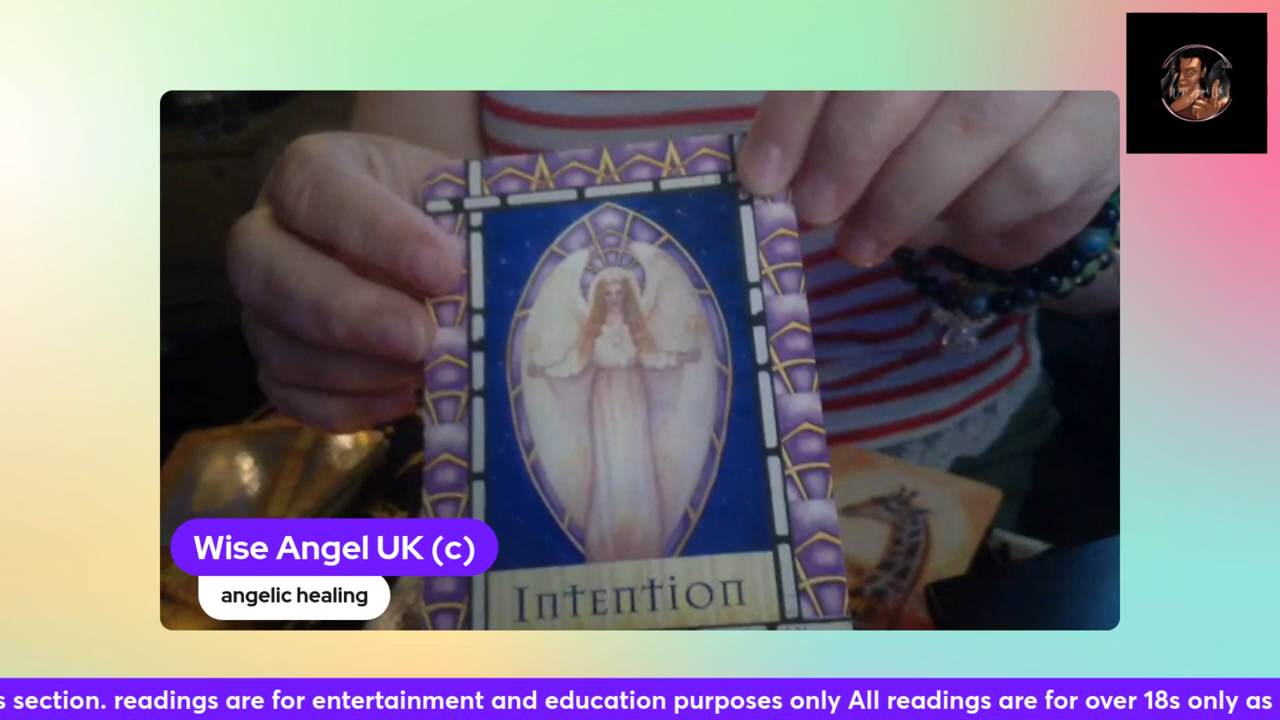 Intention
Wise Angel UK (c)
angelic healing
s section. readings are for entertainment and education purposes only All readings are for over 18s only as